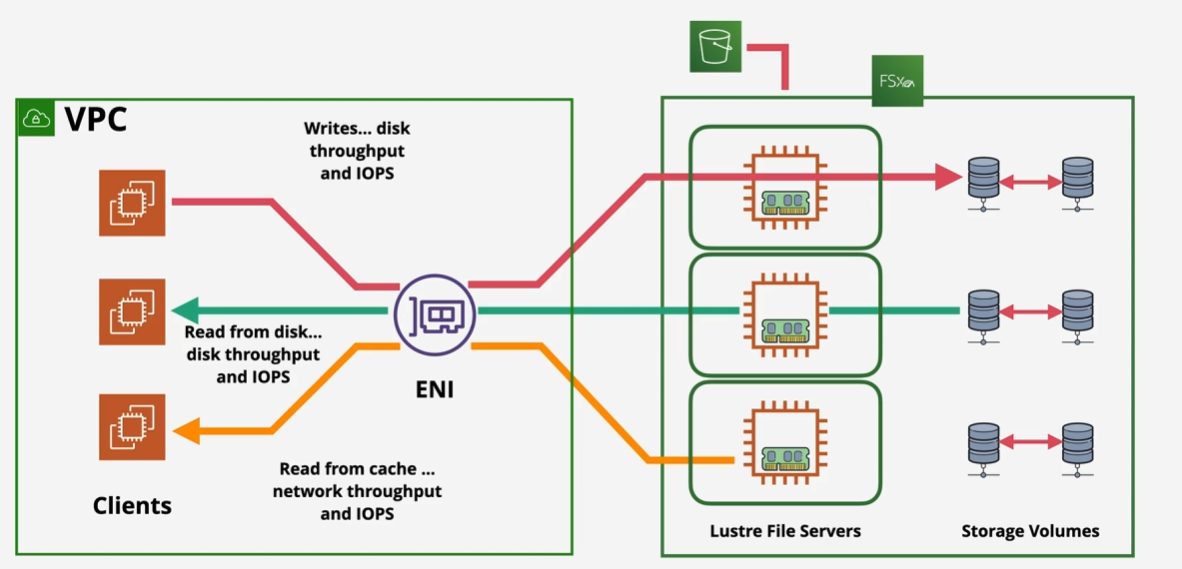 VPC
Writes... disk
throughput
and IOPS
FSx
Read from disk...
disk throughput
and IOPS
ENI
Read from cache ...
network throughput
and IOPS
Clients
Lustre File Servers
Storage Volumes